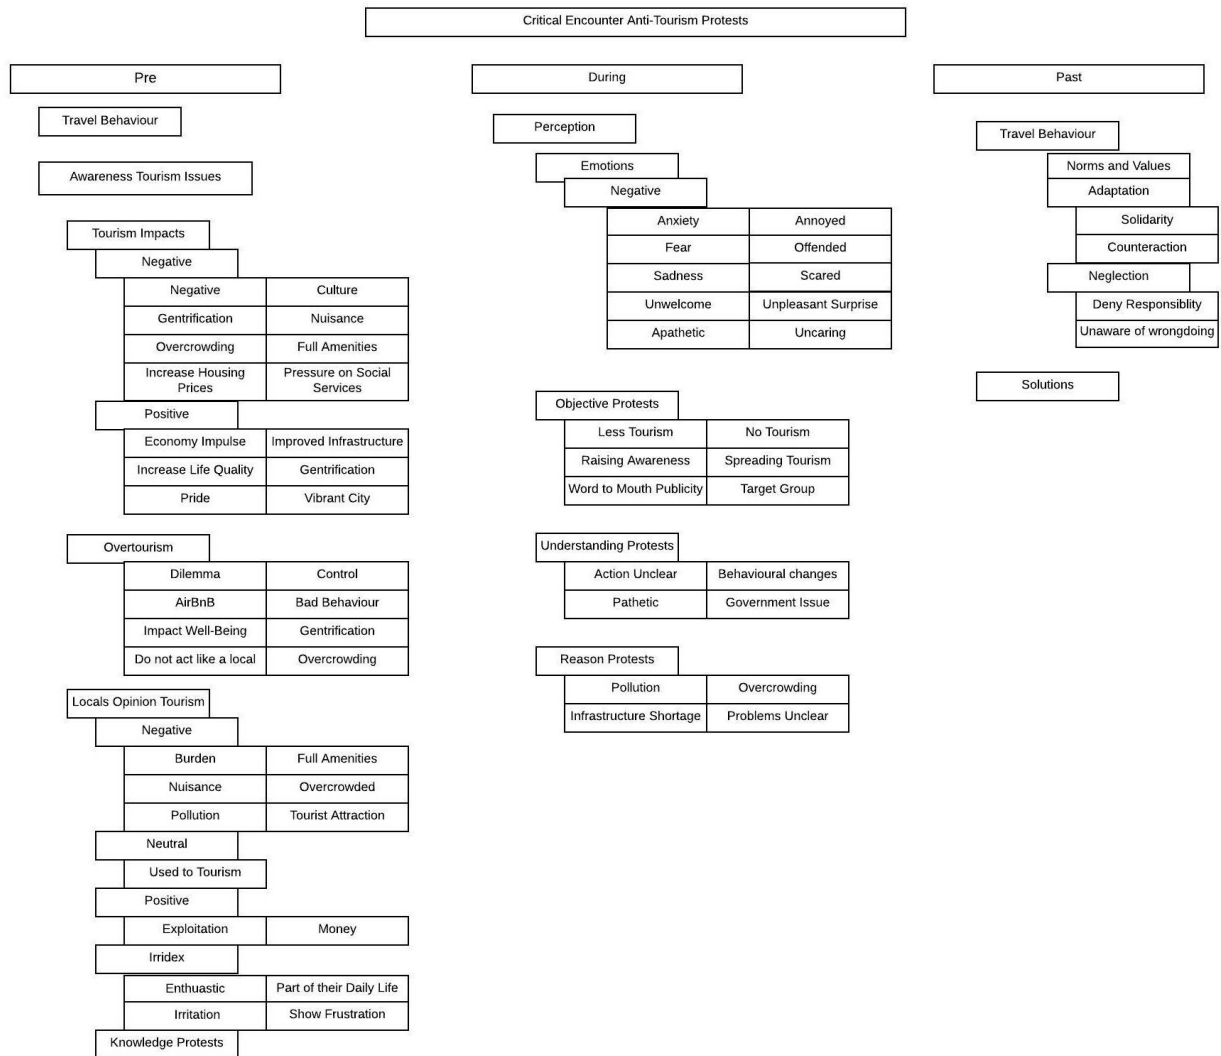 Critical Encounter Anti-Tourism Protests
Pre
Travel Behaviour
Awareness Tourism Issues
Tourism Impacts
Negative
Negative Culture
Gentrification Nuisance
Overcrowding Full Amenities
Increase Housing
Prices
Pressure on Social
Services
Positive
Economy Impulse Improved Infrastructure
Increase Life Quality Gentrification
Pride Vibrant City
Overtourism
Dilemma Control
AirBnB Bad Behaviour
Impact Well-Being Gentrification
Do not act like a local Overcrowding
Locals Opinion Tourism
Negative
Burden Full Amenities
Nuisance Overcrowded
Pollution Tourist Attraction
Neutral
Used to Tourism
Positive
Exploitation Money
Irridex
Enthuastic Part of their Daily Life
Irritation Show Frustration
Knowledge Protests
During
Perception
Emotions
Negative
Anxiety Annoyed
Fear Offended
Sadness Scared
Unwelcome Unpleasant Surprise
Apathetic Uncaring
Objective Protests
Less Tourism No Tourism
Raising Awareness Spreading Tourism
Word to Mouth Publicity Target Group
Understanding Protests
Action Unclear Behavioural changes
Pathetic Government Issue
Reason Protests
Pollution Overcrowding
Infrastructure Shortage Problems Unclear
Past
Travel Behaviour
Norms and Values
Adaptation
Solidarity
Counteraction
Neglection
Deny Responsiblity
Unaware of wrongdoing
Solutions